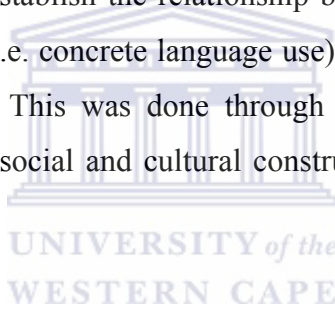 establish the relationship b
.e. concrete language use)
This was done through
social and cultural constru
UNIVERSITY of the
WESTERN CAPE